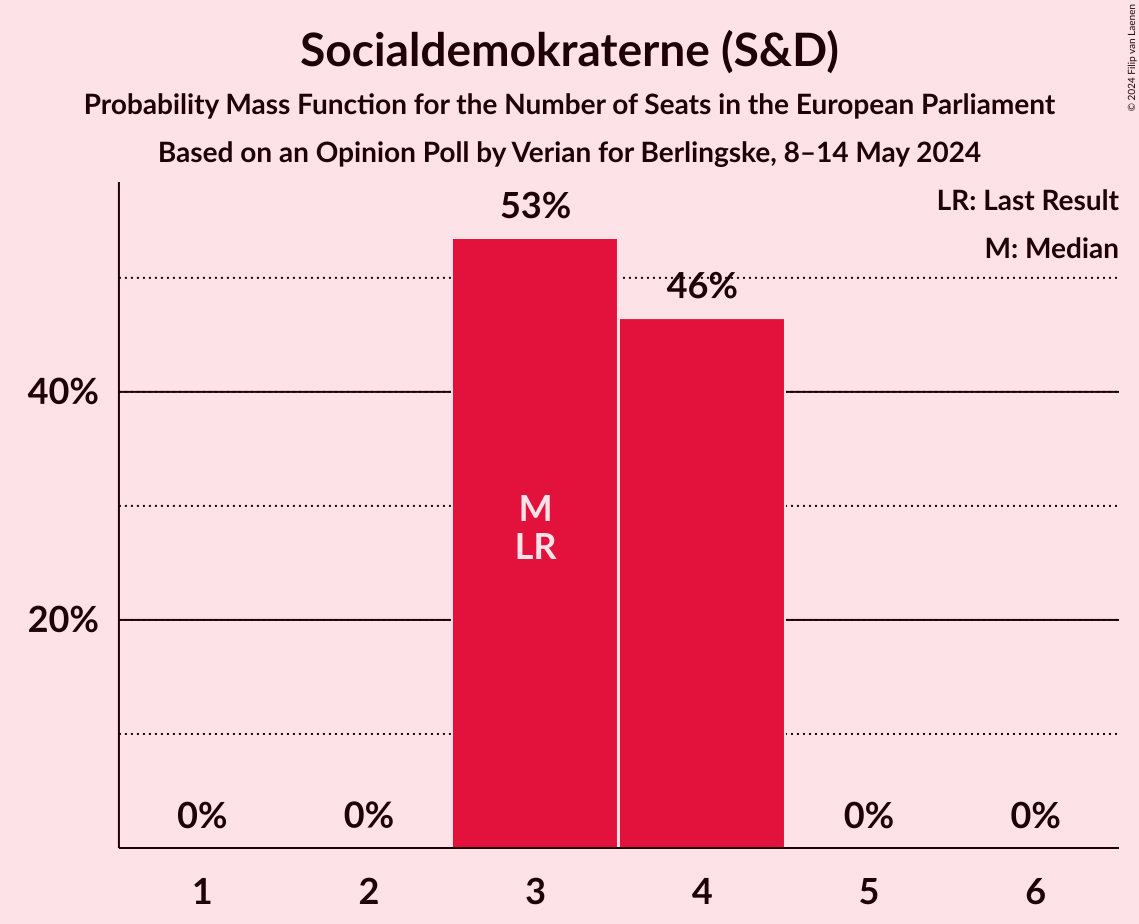 Socialdemokraterne (S&D)
Probability Mass Function for the Number of Seats in the European Parliament
Based on an Opinion Poll by Verian for Berlingske, 8–14 May 2024
© 2024 Filip van Laenen
LR: Last Result
M: Median
53%
46%
40%
20%
M
LR
0%
0%
0%
0%
1
2
3
4
5
6